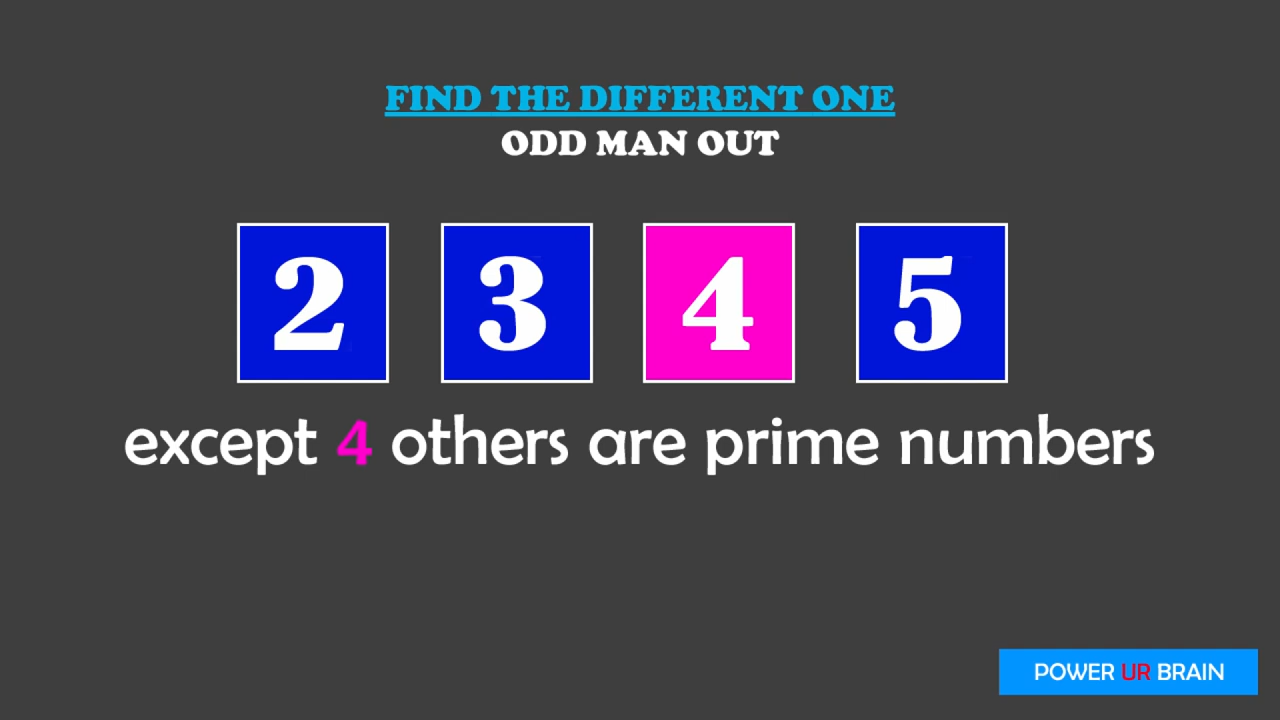 FIND THE DIFFERENT ONE
ODD MAN OUT
2 3 4 5
except 4 others are prime numbers
POWER UR BRAIN